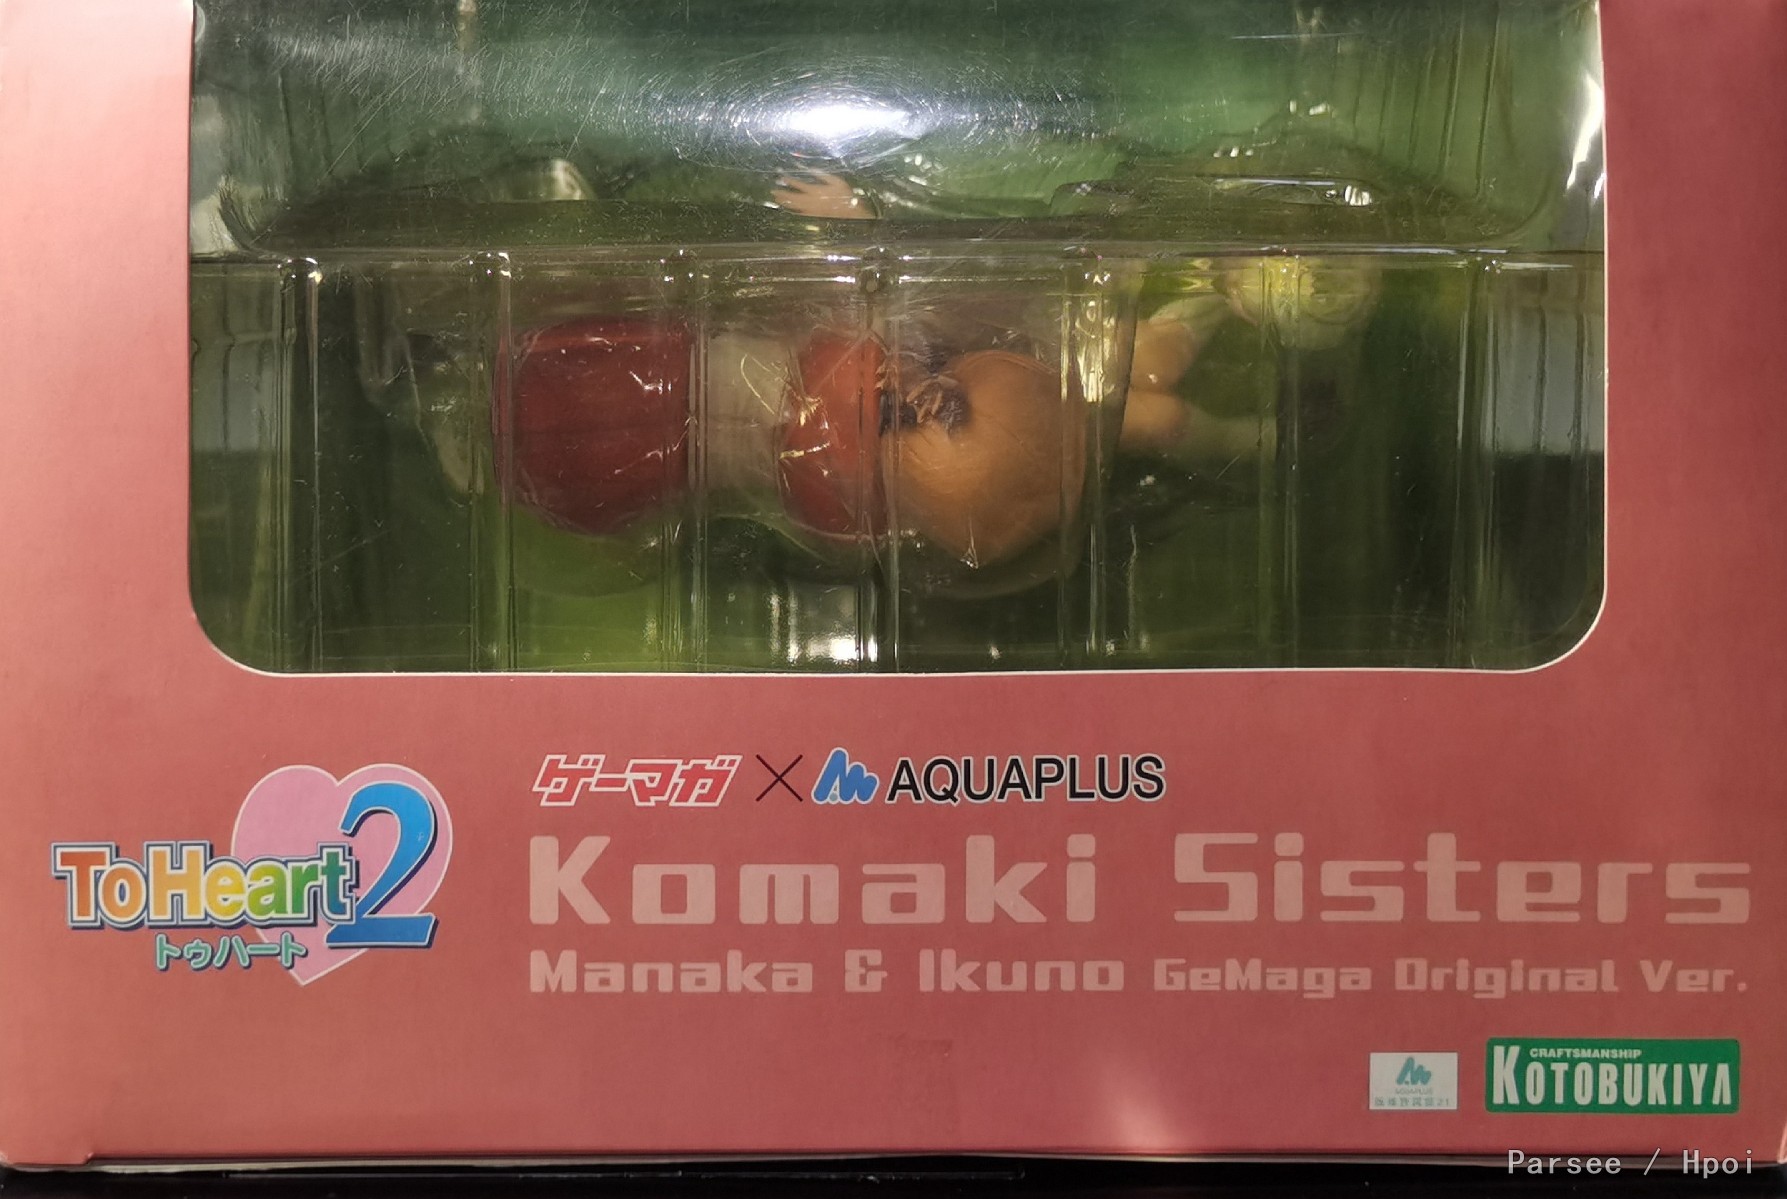 ゲーマガ×AQUAPLUS
ToHeart2
トゥハート
Komaki Sisters
Manaka & Ikuno GeMaga Original Ver.
AQUAPLUS
CRAFTSMANSHIP
KOTOBUKIYA
Parsee / Hpoi